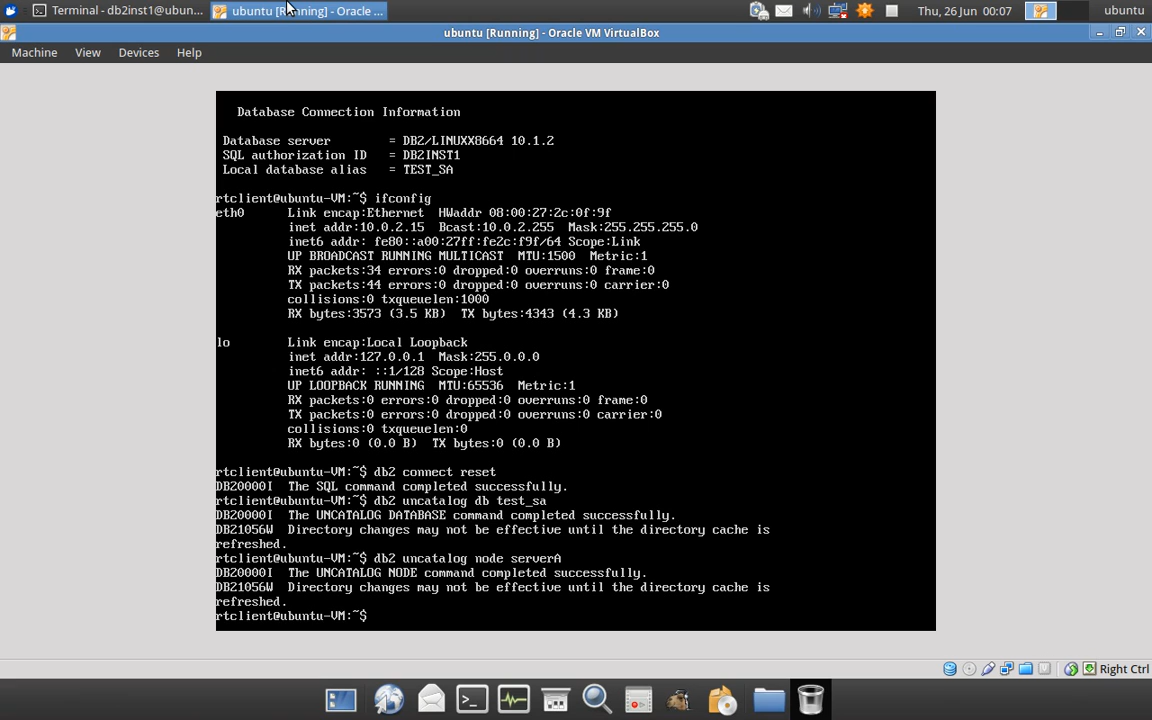 Terminal - db2inst1@ubun...
ubuntu [Running] - Oracle ...
Thu, 26 Jun 00:07
ubuntu
ubuntu [Running] - Oracle VM VirtualBox
Machine View Devices Help
Database Connection Information
Database server = DB2/LINUXX8664 10.1.2
SQL authorization ID = DB2INST1
Local database alias = TEST_SA
rtclient@ubuntu-VM:~$ ifconfig
eth0 Link encap:Ethernet HWaddr 08:00:27:2c:0f:9f
inet addr:10.0.2.15 Bcast:10.0.2.255 Mask:255.255.255.0
inet6 addr: fe80::a00:27ff:fe2c:f9f/64 Scope:Link
UP BROADCAST RUNNING MULTICAST MTU:1500 Metric:1
RX packets:34 errors:0 dropped:0 overruns:0 frame:0
TX packets:44 errors:0 dropped:0 overruns:0 carrier:0
collisions:0 txqueuelen:1000
RX bytes:3573 (3.5 KB) TX bytes:4343 (4.3 KB)
lo Link encap:Local Loopback
inet addr:127.0.0.1 Mask:255.0.0.0
inet6 addr: ::1/128 Scope:Host
UP LOOPBACK RUNNING MTU:65536 Metric:1
RX packets:0 errors:0 dropped:0 overruns:0 frame:0
TX packets:0 errors:0 dropped:0 overruns:0 carrier:0
collisions:0 txqueuelen:0
RX bytes:0 (0.0 B) TX bytes:0 (0.0 B)
rtclient@ubuntu-VM:~$ db2 connect reset
DB20000I The SQL command completed successfully.
rtclient@ubuntu-VM:~$ db2 uncatalog db test_sa
DB20000I The UNCATALOG DATABASE command completed successfully.
DB21056W Directory changes may not be effective until the directory cache is
refreshed.
rtclient@ubuntu-VM:~$ db2 uncatalog node serverA
DB20000I The UNCATALOG NODE command completed successfully.
DB21056W Directory changes may not be effective until the directory cache is
refreshed.
rtclient@ubuntu-VM:~$
Right Ctrl